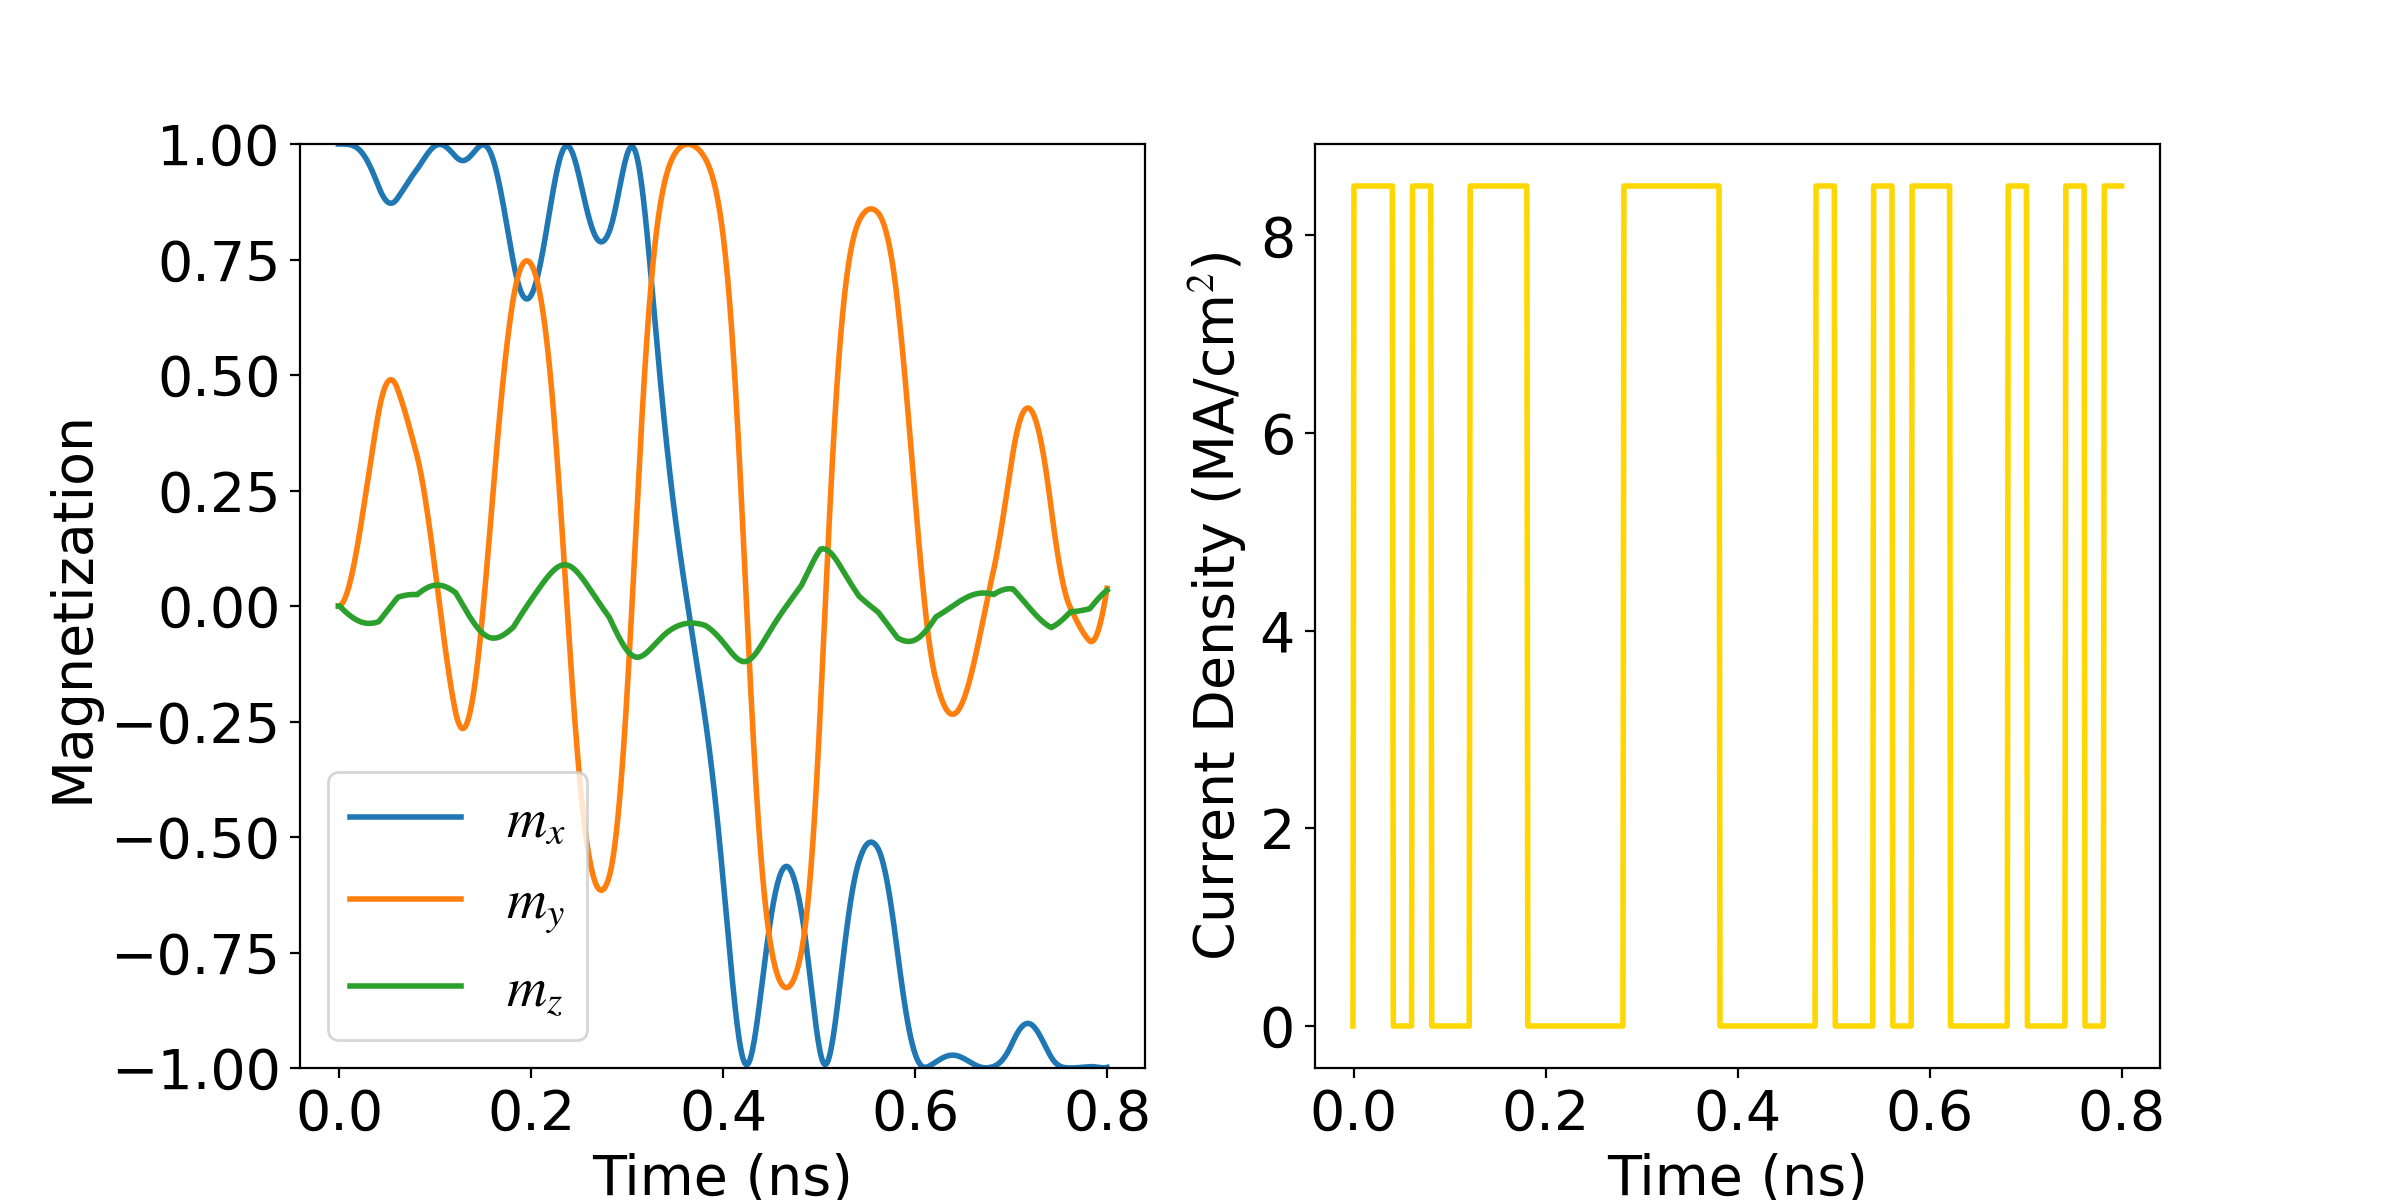 Magnetization
1.00
0.75
0.50
0.25
0.00
−0.25
−0.50
−0.75
−1.00
m_x
m_y
m_z
0.0 0.2 0.4 0.6 0.8
Time (ns)
Current Density (MA/cm²)
8
6
4
2
0
0.0 0.2 0.4 0.6 0.8
Time (ns)